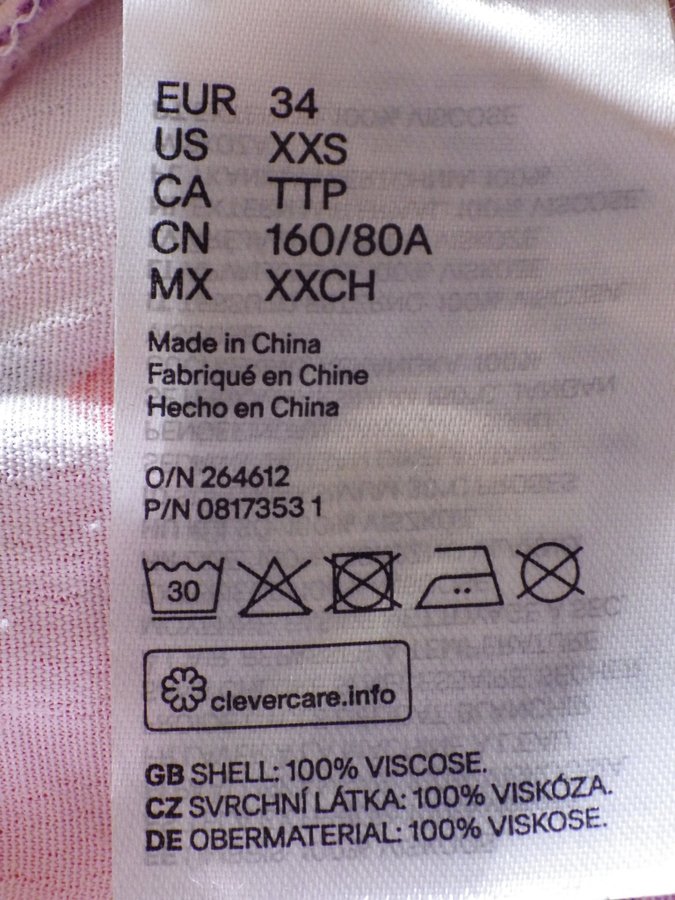 EUR 34
US XXS
CA TTP
CN 160/80A
MX XXCH
Made in China
Fabriqué en Chine
Hecho en China
O/N 264612
P/N 0817353 1
30
clevercare.info
GB SHELL: 100% VISCOSE.
CZ SVRCHNÍ LÁTKA: 100% VISKÓZA.
DE OBERMATERIAL: 100% VISKOSE.